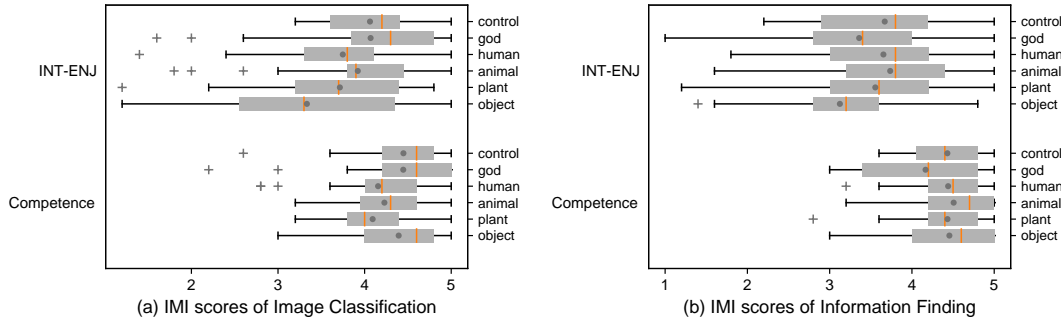 control
god
human
INT-ENJ
animal
plant
object
control
god
human
Competence
animal
plant
object
2 3 4 5
(a) IMI scores of Image Classification
control
god
human
INT-ENJ
animal
plant
object
control
god
human
Competence
animal
plant
object
1 2 3 4 5
(b) IMI scores of Information Finding